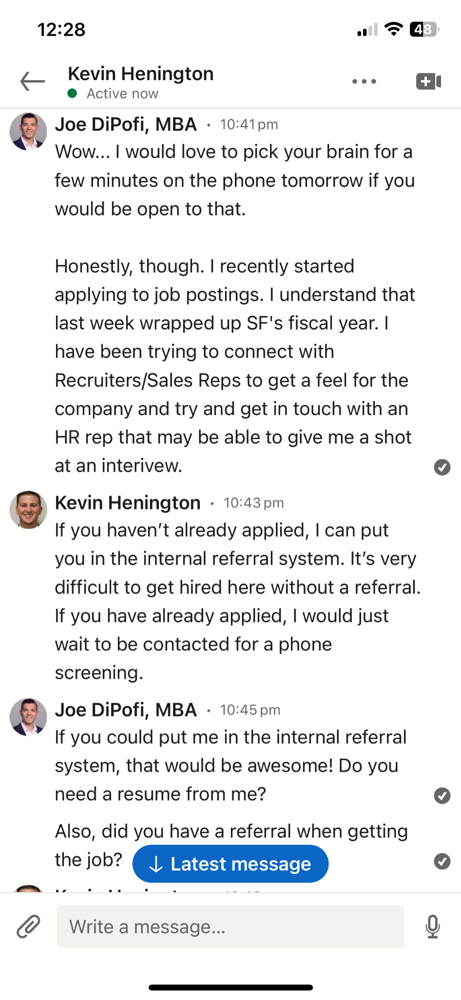 12:28
48
Kevin Henington
Active now
Joe DiPofi, MBA • 10:41 pm
Wow... I would love to pick your brain for a
few minutes on the phone tomorrow if you
would be open to that.
Honestly, though. I recently started
applying to job postings. I understand that
last week wrapped up SF's fiscal year. I
have been trying to connect with
Recruiters/Sales Reps to get a feel for the
company and try and get in touch with an
HR rep that may be able to give me a shot
at an interivew.
Kevin Henington • 10:43 pm
If you haven’t already applied, I can put
you in the internal referral system. It’s very
difficult to get hired here without a referral.
If you have already applied, I would just
wait to be contacted for a phone
screening.
Joe DiPofi, MBA • 10:45 pm
If you could put me in the internal referral
system, that would be awesome! Do you
need a resume from me?
Also, did you have a referral when getting
the job?
↓ Latest message
Write a message...